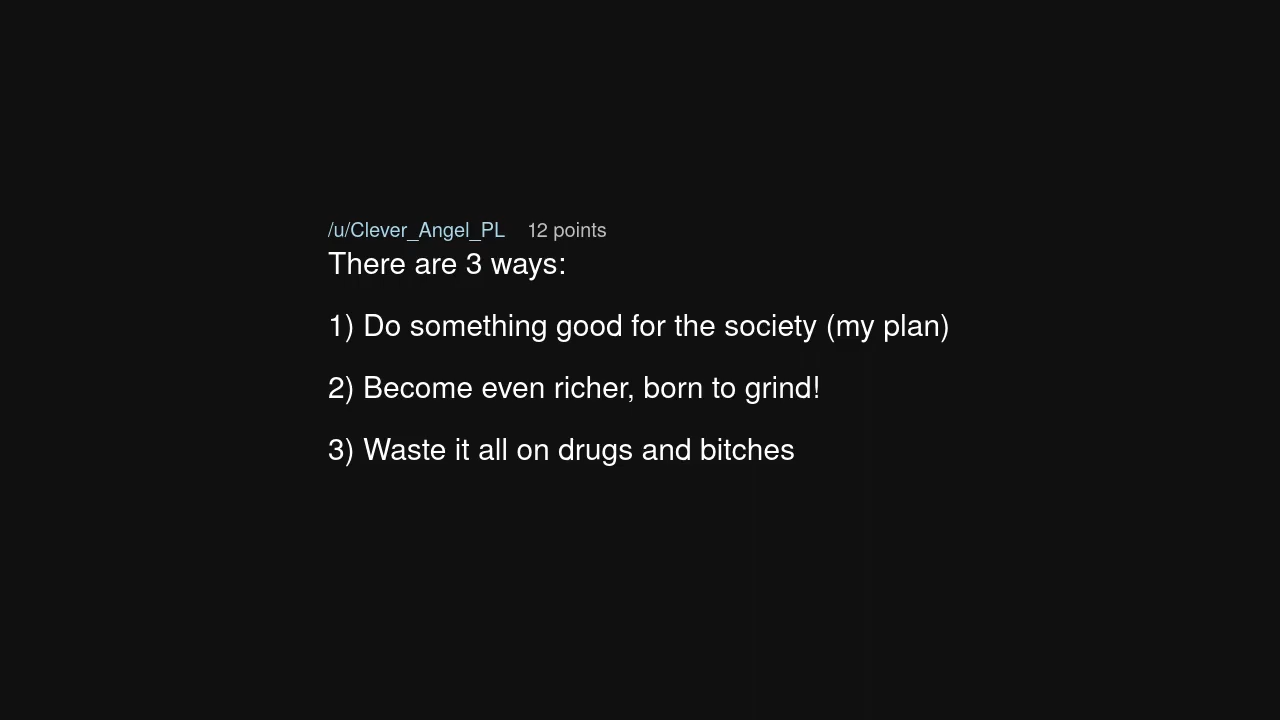 /u/Clever_Angel_PL 12 points
There are 3 ways:
1) Do something good for the society (my plan)
2) Become even richer, born to grind!
3) Waste it all on drugs and bitches